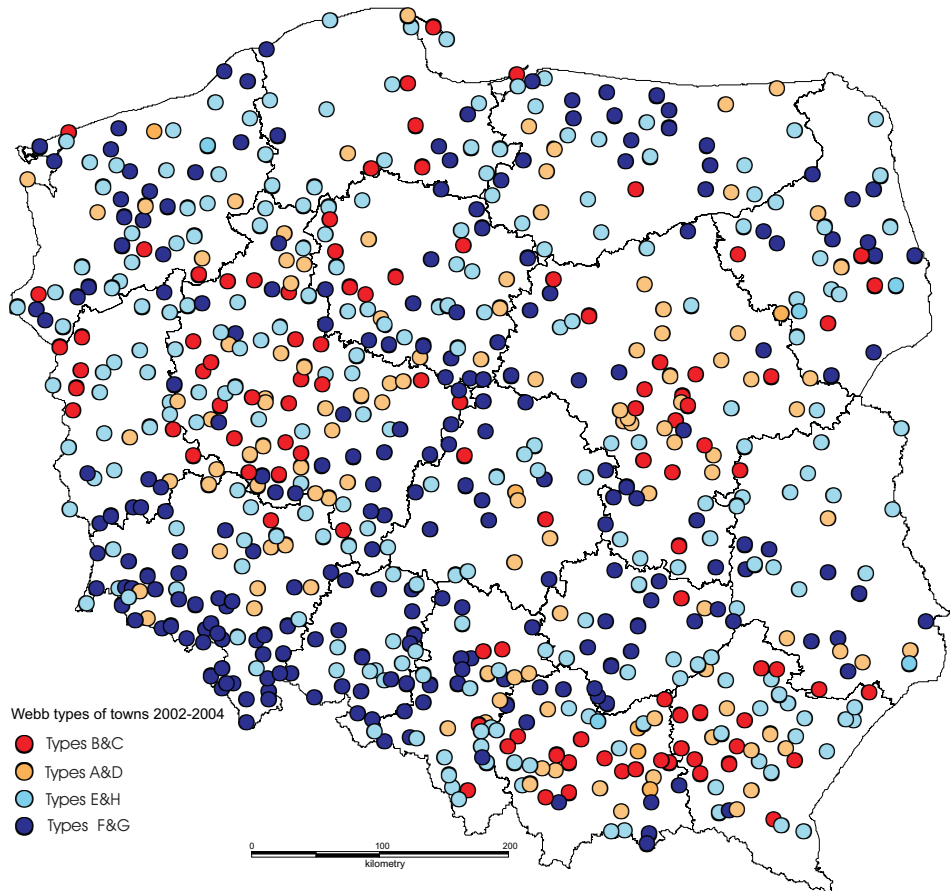 Webb types of towns 2002-2004
Types B&C
Types A&D
Types E&H
Types F&G
0 100 200
kilometry